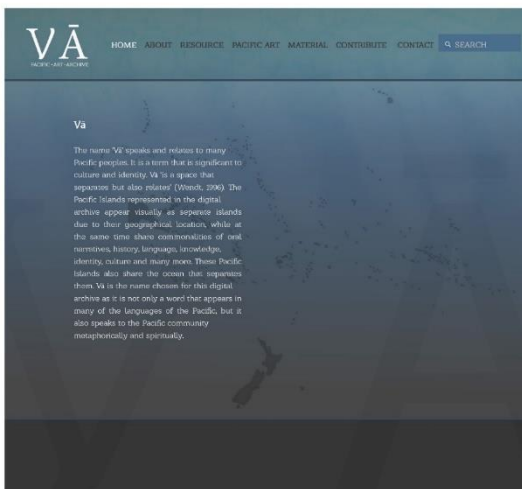 VĀ
PACIFIC • ART • ARCHIVE
HOME ABOUT RESOURCE PACIFIC ART MATERIAL CONTRIBUTE CONTACT SEARCH
Vā
The name 'Vā' speaks and relates to many
Pacific peoples. It is a term that is significant to
culture and identity. Vā 'is a space that
separates but also relates' (Wendt, 1996). The
Pacific Islands represented in the digital
archive appear visually as separate islands
due to their geographical location, while at
the same time share commonalities of oral
narratives, history, language, knowledge,
identity, culture and many more. These Pacific
Islands also share the ocean that separates
them. Vā is the name chosen for this digital
archive as it is not only a word that appears in
many of the languages of the Pacific, but it
also speaks to the Pacific community
metaphorically and spiritually.
VA